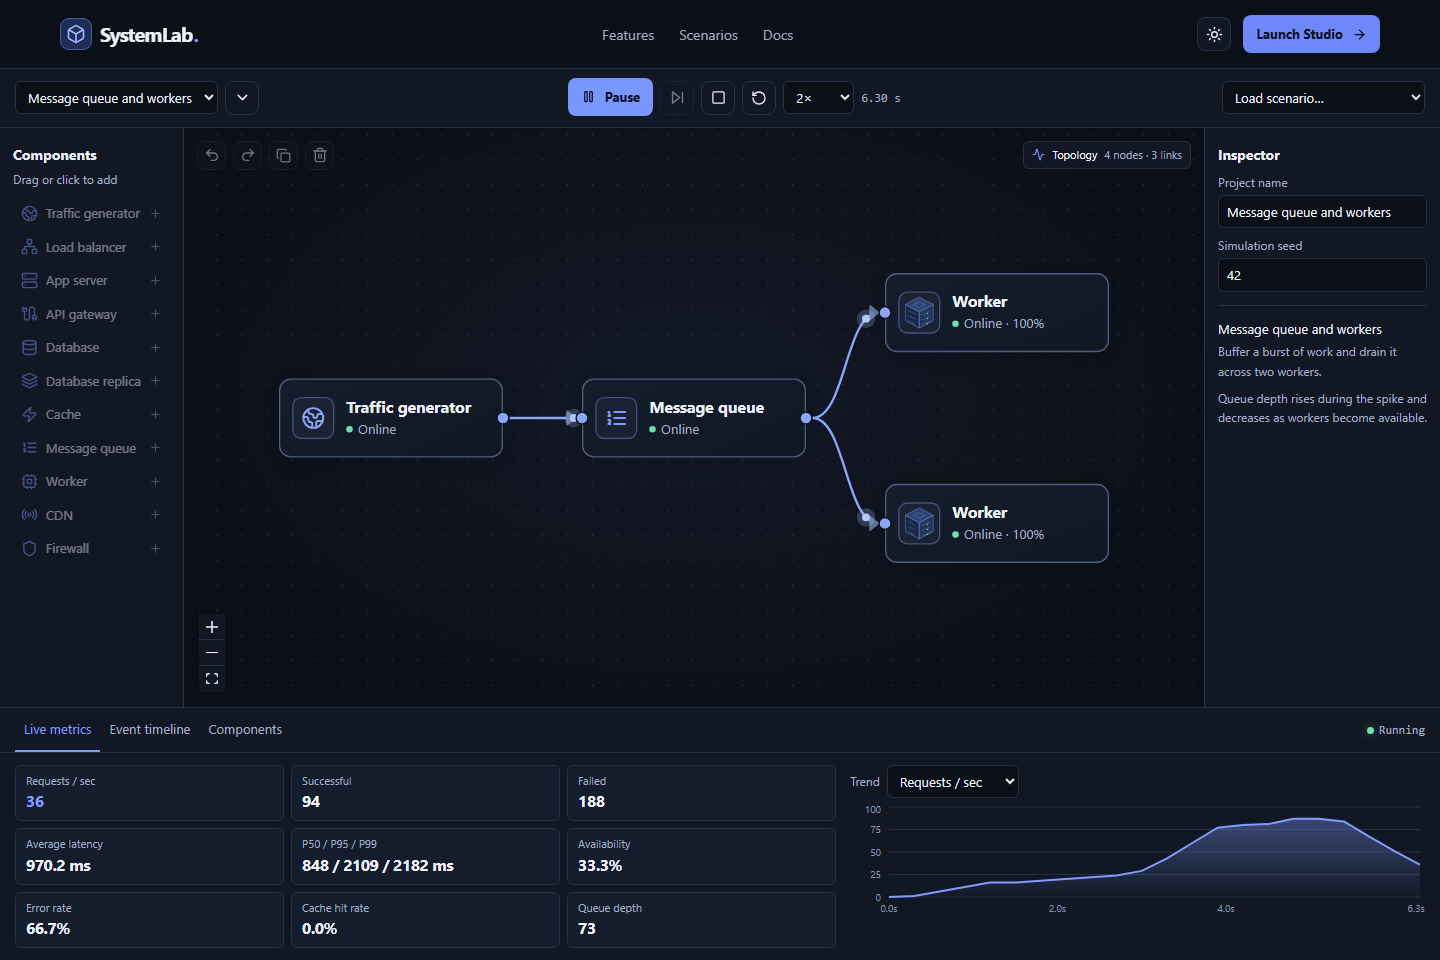 SystemLab.
Features
Scenarios
Docs
Launch Studio
Message queue and workers
Pause
2×
6.30 s
Load scenario...
Components
Drag or click to add
Traffic generator
Load balancer
App server
API gateway
Database
Database replica
Cache
Message queue
Worker
CDN
Firewall
Topology 4 nodes · 3 links
Traffic generator
Online
Message queue
Online
Worker
Online · 100%
Worker
Online · 100%
Inspector
Project name
Message queue and workers
Simulation seed
42
Message queue and workers
Buffer a burst of work and drain it
across two workers.
Queue depth rises during the spike and
decreases as workers become available.
Live metrics
Event timeline
Components
Running
Requests / sec
36
Successful
94
Failed
188
Average latency
970.2 ms
P50 / P95 / P99
848 / 2109 / 2182 ms
Availability
33.3%
Error rate
66.7%
Cache hit rate
0.0%
Queue depth
73
Trend
Requests / sec
100
75
50
25
0
0.0s
2.0s
4.0s
6.3s